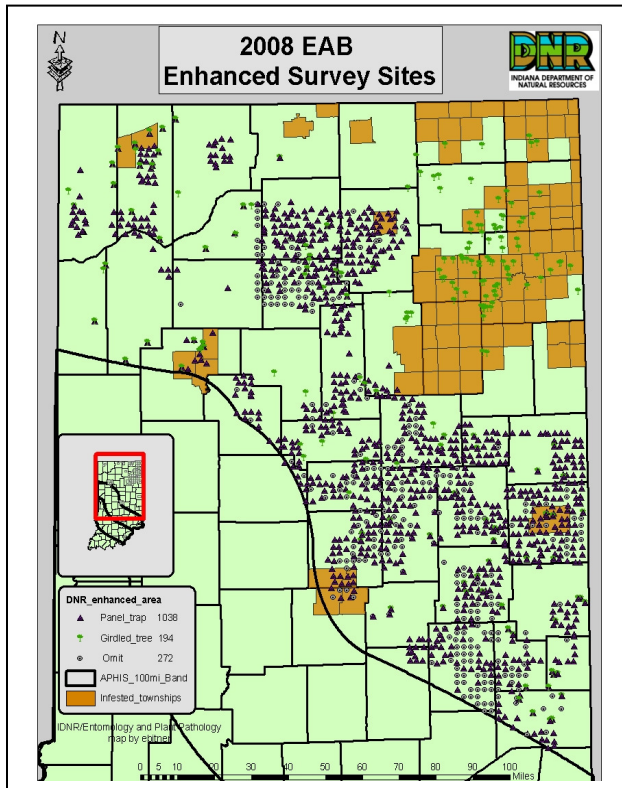 N
2008 EAB
Enhanced Survey Sites
DNR
INDIANA DEPARTMENT OF
NATURAL RESOURCES
DNR_enhanced_area
Panel_trap 1038
Girdled_tree 194
Omit 272
APHIS_100mi_Band
Infested_townships
IDNR/Entomology and Plant Pathology
map by ebitner
0 5 10 20 30 40 50 60 70 80 90 100
Miles